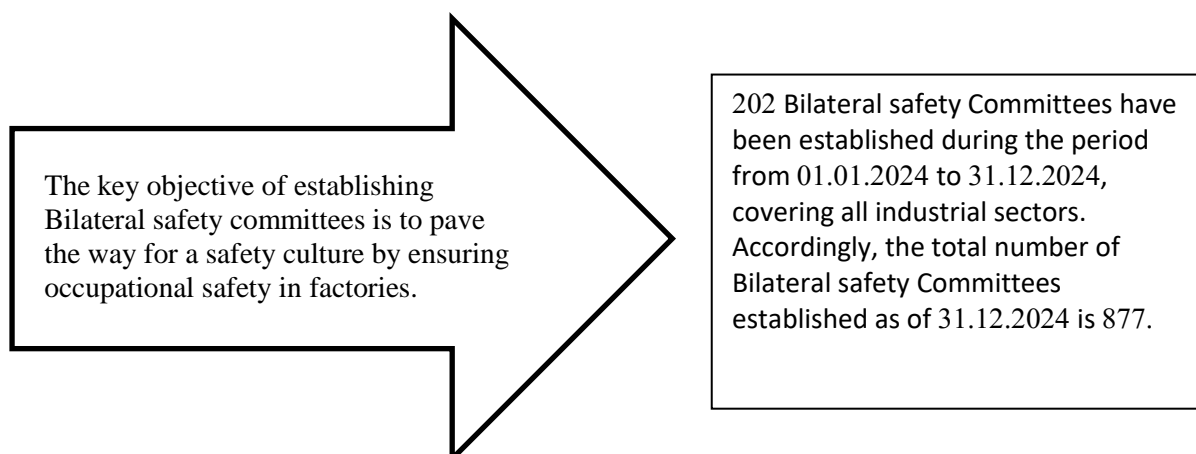 The key objective of establishing
Bilateral safety committees is to pave
the way for a safety culture by ensuring
occupational safety in factories.
202 Bilateral safety Committees have
been established during the period
from 01.01.2024 to 31.12.2024,
covering all industrial sectors.
Accordingly, the total number of
Bilateral safety Committees
established as of 31.12.2024 is 877.